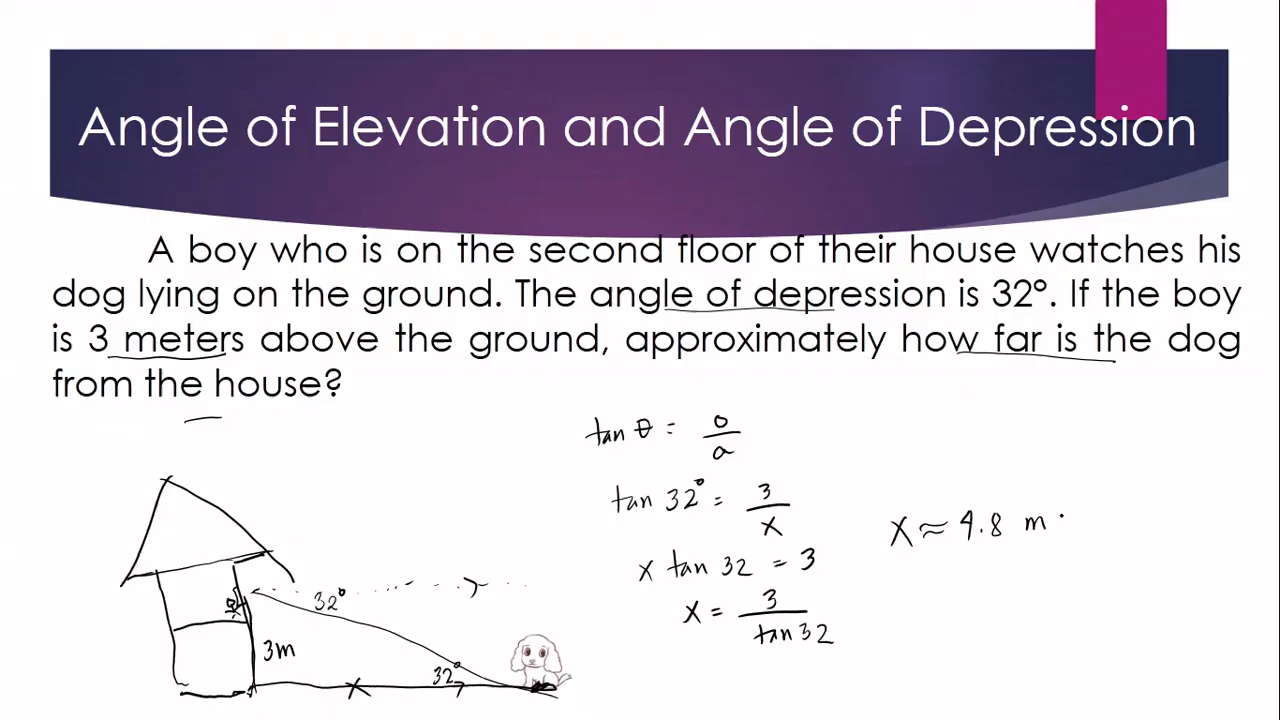 Angle of Elevation and Angle of Depression
A boy who is on the second floor of their house watches his
dog lying on the ground. The angle of depression is 32°. If the boy
is 3 meters above the ground, approximately how far is the dog
from the house?
tan θ = o/a
tan 32° = 3/x
x tan 32 = 3
x = 3/tan 32
x ≈ 4.8 m
32°
3m
32°
x